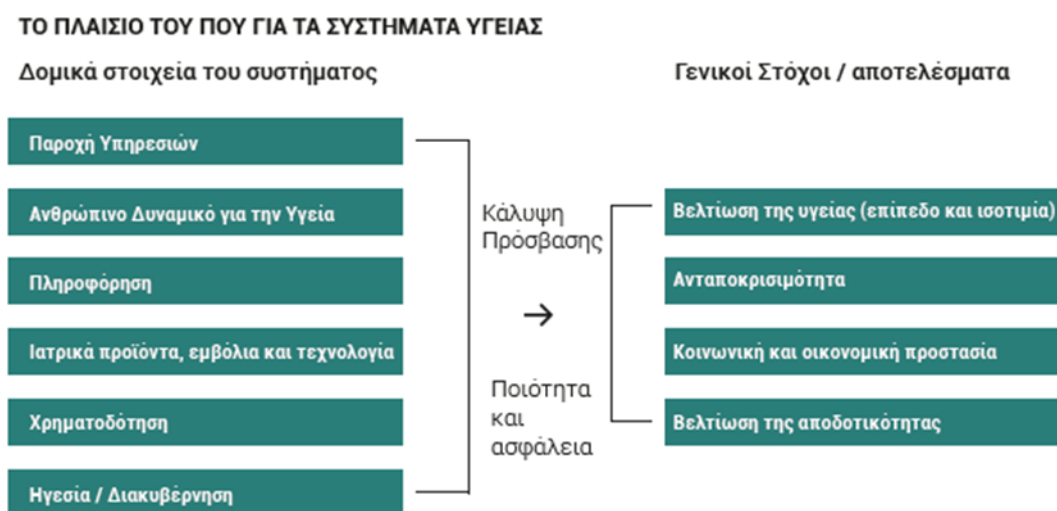 ΤΟ ΠΛΑΙΣΙΟ ΤΟΥ ΠΟΥ ΓΙΑ ΤΑ ΣΥΣΤΗΜΑΤΑ ΥΓΕΙΑΣ
Δομικά στοιχεία του συστήματος
Παροχή Υπηρεσιών
Ανθρώπινο Δυναμικό για την Υγεία
Πληροφόρηση
Ιατρικά προϊόντα, εμβόλια και τεχνολογία
Χρηματοδότηση
Ηγεσία / Διακυβέρνηση
Κάλυψη
Πρόσβασης
→
Ποιότητα
και
ασφάλεια
Γενικοί Στόχοι / αποτελέσματα
Βελτίωση της υγείας (επίπεδο και ισοτιμία)
Ανταποκρισιμότητα
Κοινωνική και οικονομική προστασία
Βελτίωση της αποδοτικότητας